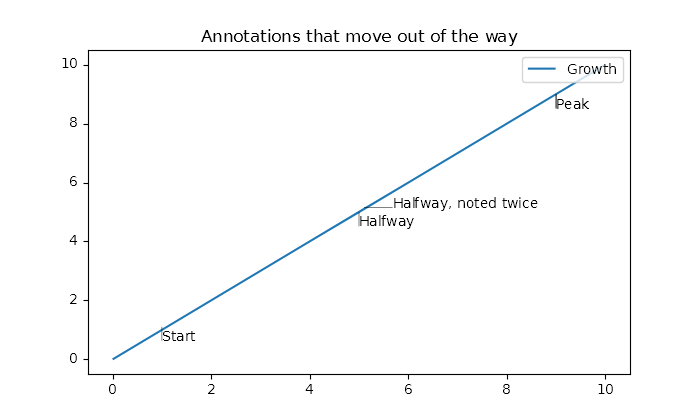 Annotations that move out of the way
Growth
10
8
6
4
2
0
Peak
Halfway, noted twice
Halfway
Start
0
2
4
6
8
10